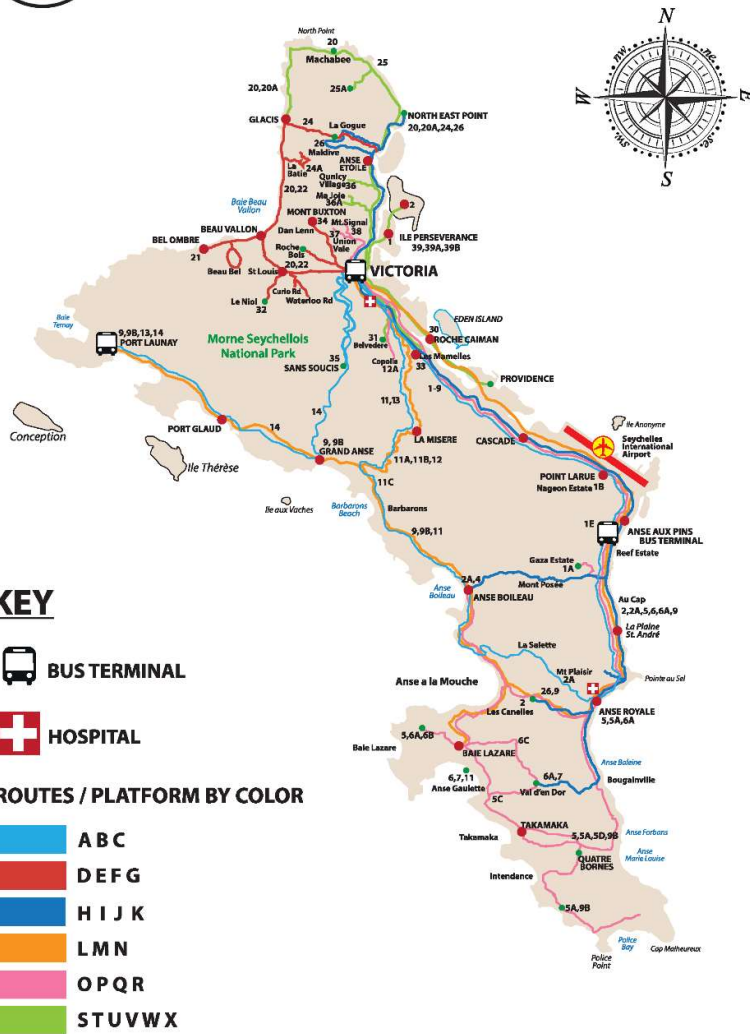 North Point
20
Machabee
25
20,20A
25A
GLACIS
24
La Gogue
NORTH EAST POINT
20,20A,24,26
26
Maldive
La
Batie
24A
ANSE
ETOILE
Qunlcy
Village
36
20,22
Ma Joie
36A
MONT BUXTON
34
Mt.Signal
38
37
Union
Vale
Dan Lenn
2
1
ILE PERSEVERANCE
39,39A,39B
Baie Beau
Vallon
BEAU VALLON
BEL OMBRE
21
Roche
Bois
20,22
Beau Bel
St Louis
VICTORIA
Curio Rd
Waterloo Rd
Le Niol
32
N
nw.
ne.
W
E
sw.
se.
S
Baie
Ternay
9,9B,13,14
PORT LAUNAY
Morne Seychellois
National Park
35
SANS SOUCIS
31
Belvedere
Copolia
12A
EDEN ISLAND
30
ROCHE CAIMAN
Les Mamelles
33
PROVIDENCE
1-9
11,13
14
PORT GLAUD
14
Conception
Ile Thérèse
9, 9B
GRAND ANSE
LA MISERE
11A,11B,12
11C
CASCADE
Ile Anonyme
Seychelles
International
Airport
POINT LARUE
Nageon Estate 1B
Ile aux Vaches
Barbarons
Beach
Barbarons
9,9B,11
1E
ANSE AUX PINS
BUS TERMINAL
Reef Estate
Gaza Estate
1A
2A,4
Mont Posée
Anse
Boileau
ANSE BOILEAU
Au Cap
2,2A,5,6,6A,9
La Plaine
St. André
La Salette
Mt Plaisir
2A
Pointe au Sel
Anse a la Mouche
26,9
2
Les Canelles
ANSE ROYALE
5,5A,6A
5,6A,6B
Baie Lazare
BAIE LAZARE
6C
6,7,11
Anse Gaulette
6A,7
Val d'en Dor
Anse Baleine
Bougainville
5C
TAKAMAKA
Takamaka
5,5A,5D,9B
Anse Forbans
Anse
Marie Louise
QUATRE
BORNES
Intendance
5A,9B
Police
Bay
Cap Malheureux
Police
Point
KEY
BUS TERMINAL
HOSPITAL
ROUTES / PLATFORM BY COLOR
A B C
D E F G
H I J K
L M N
O P Q R
S T U V W X